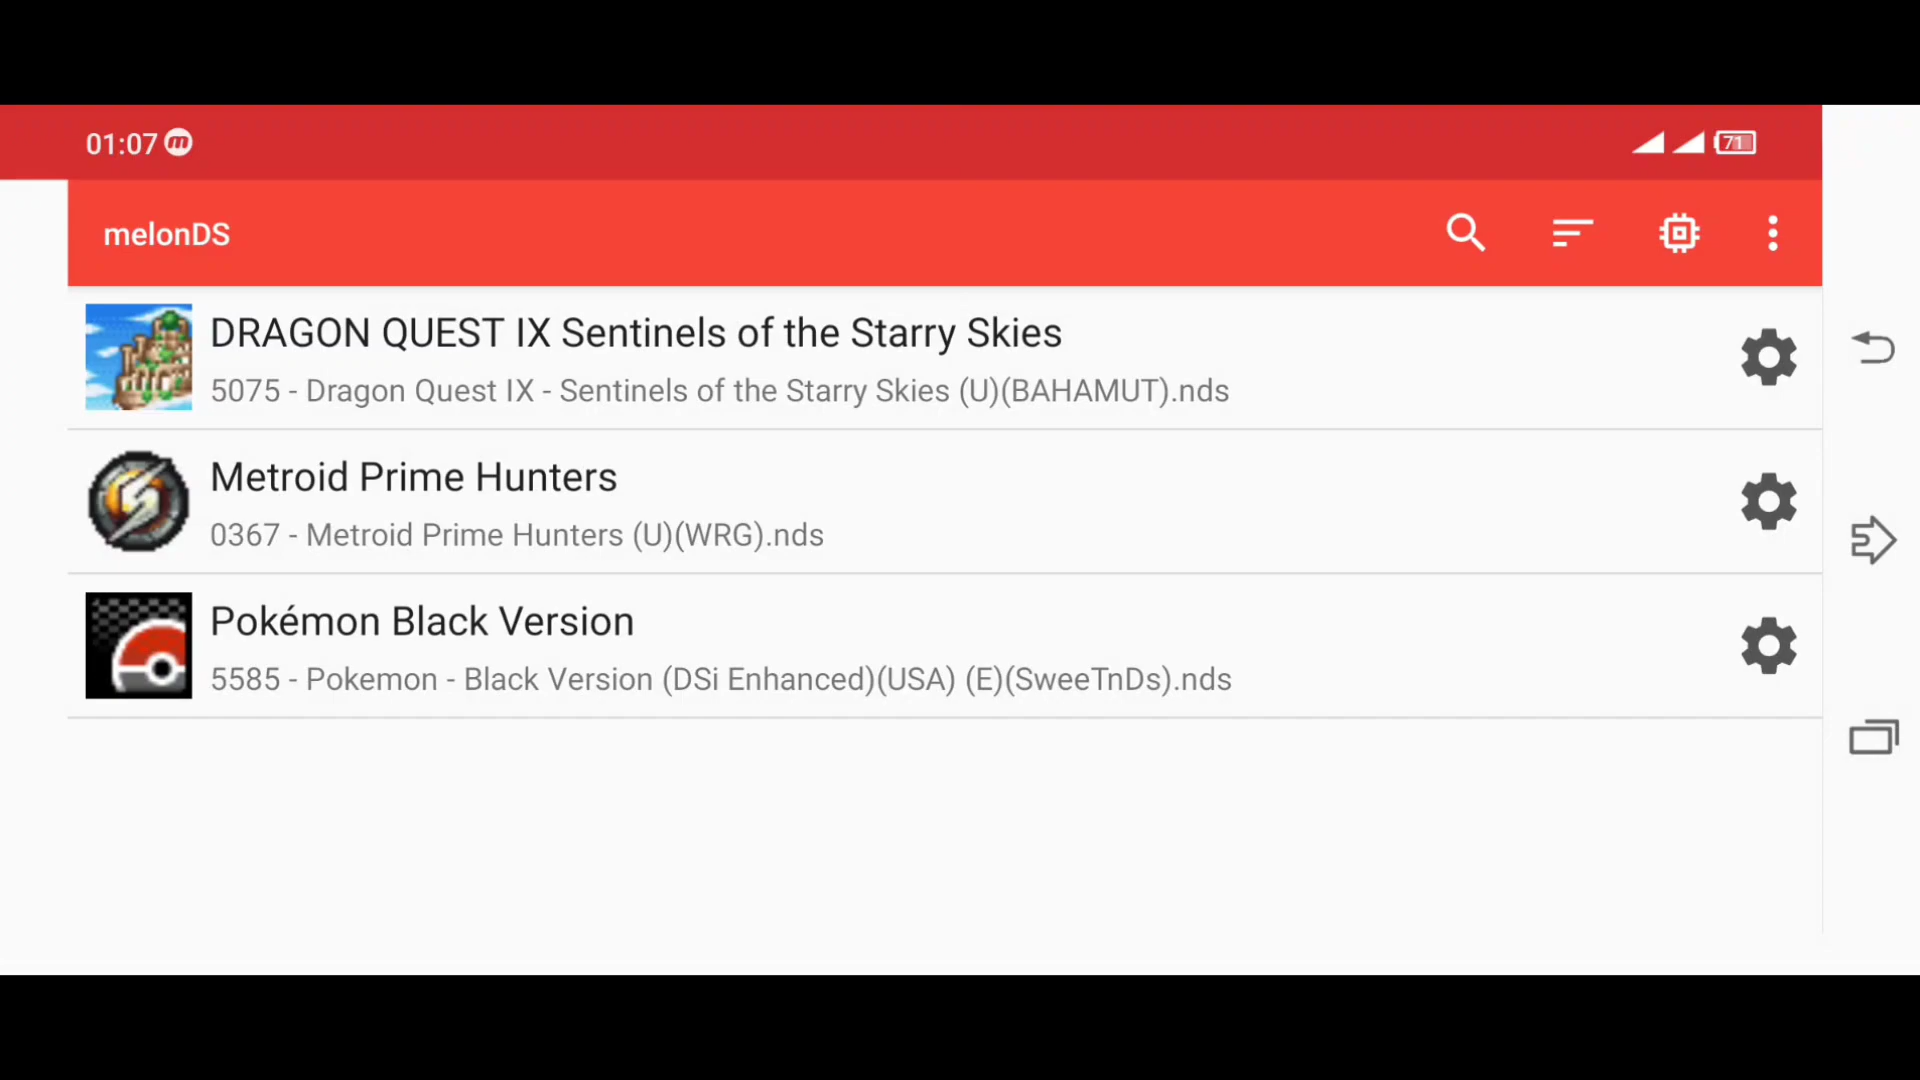 01:07
71
melonDS
DRAGON QUEST IX Sentinels of the Starry Skies
5075 - Dragon Quest IX - Sentinels of the Starry Skies (U)(BAHAMUT).nds
Metroid Prime Hunters
0367 - Metroid Prime Hunters (U)(WRG).nds
Pokémon Black Version
5585 - Pokemon - Black Version (DSi Enhanced)(USA) (E)(SweeTnDs).nds